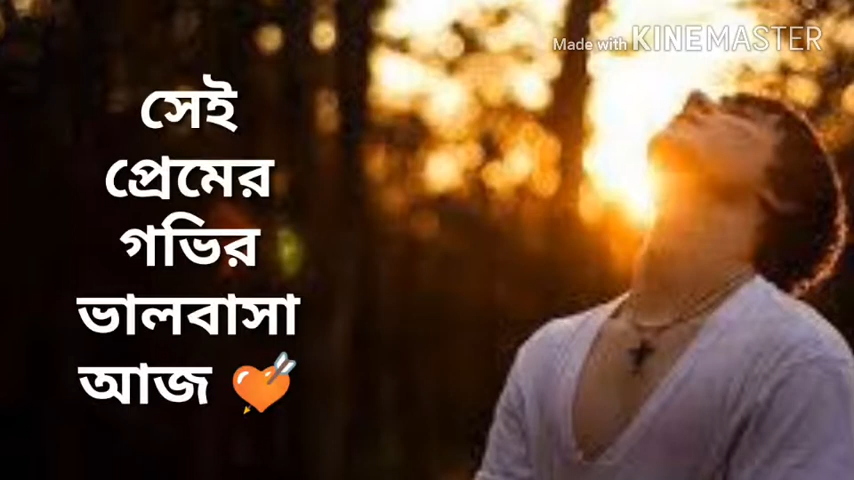 Made with KINEMASTER
সেই
প্রেমের
গভির
ভালবাসা
আজ 💘